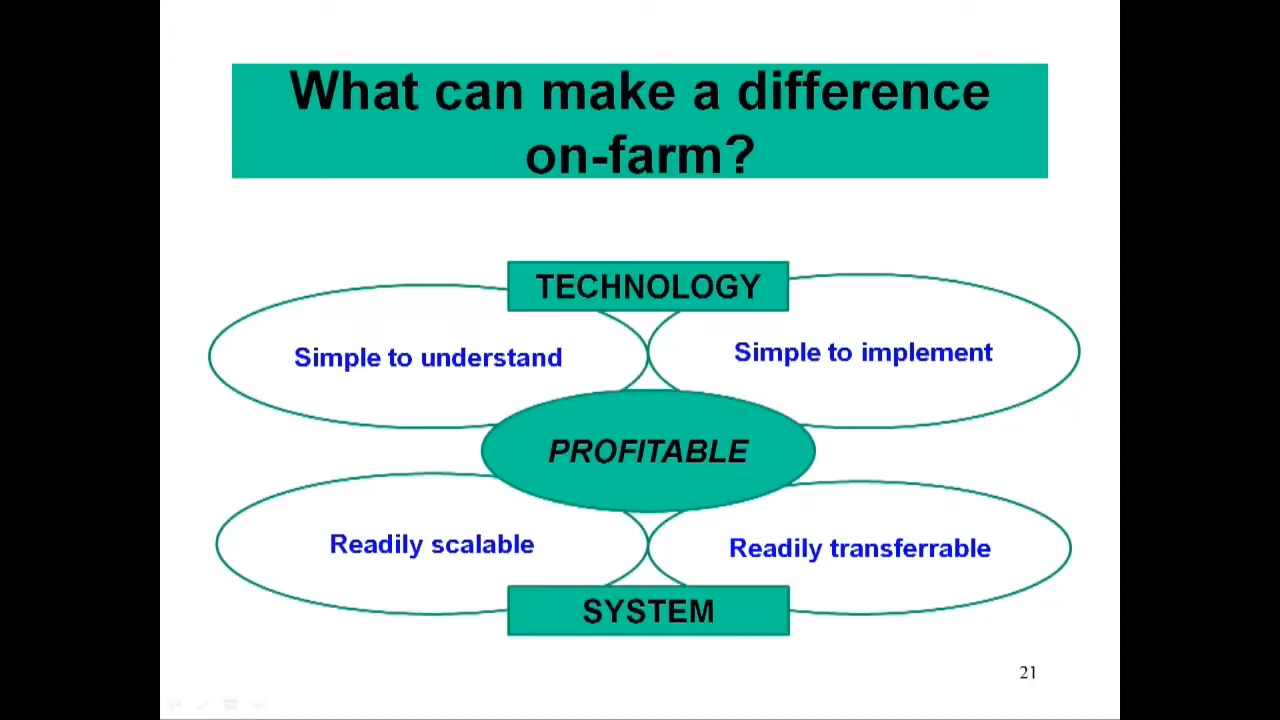 What can make a difference
on-farm?
TECHNOLOGY
Simple to understand
Simple to implement
PROFITABLE
Readily scalable
Readily transferrable
SYSTEM
21